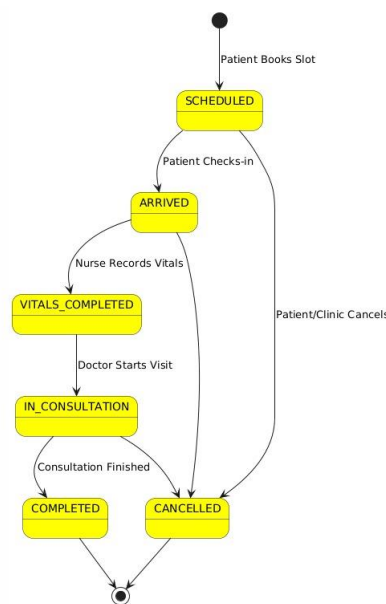 Patient Books Slot
SCHEDULED
Patient Checks-in
ARRIVED
Nurse Records Vitals
VITALS_COMPLETED
Patient/Clinic Cancels
Doctor Starts Visit
IN_CONSULTATION
Consultation Finished
COMPLETED
CANCELLED